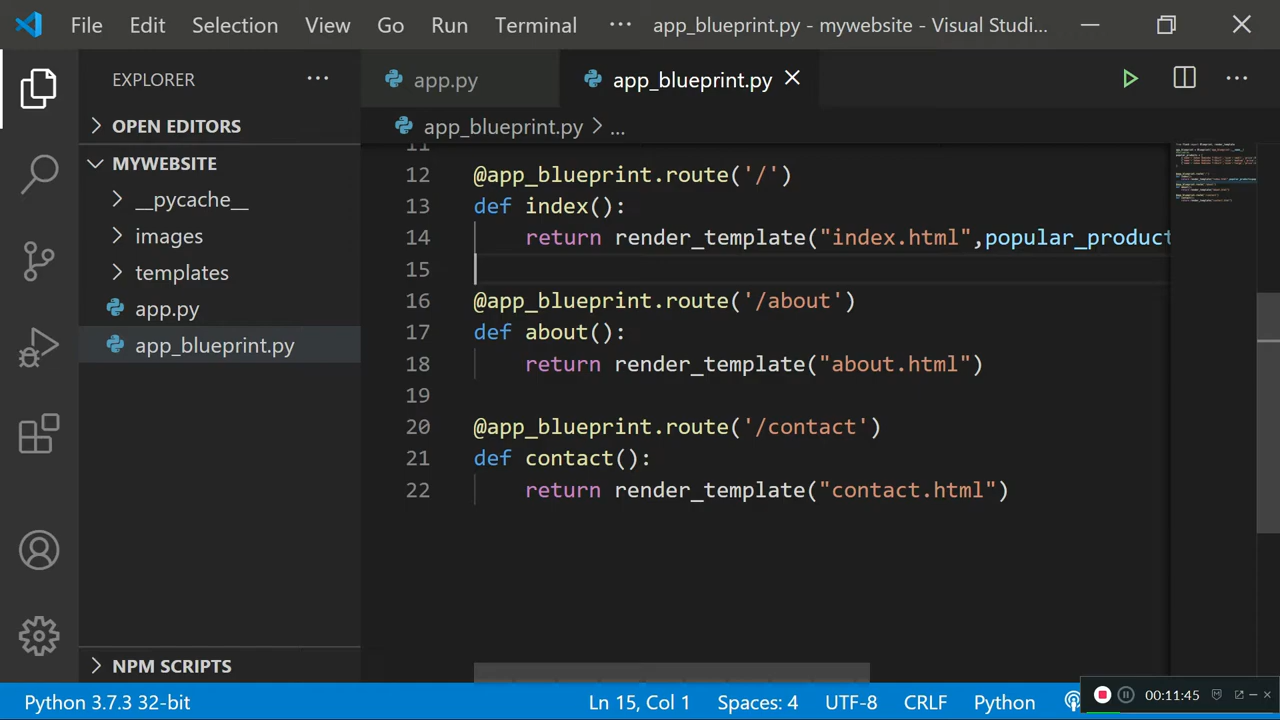 File Edit Selection View Go Run Terminal ··· app_blueprint.py - mywebsite - Visual Studi...
EXPLORER ···
app.py
app_blueprint.py
OPEN EDITORS
app_blueprint.py > ...
MYWEBSITE
__pycache__
images
templates
app.py
app_blueprint.py
NPM SCRIPTS
11
12 @app_blueprint.route('/')
13 def index():
14 return render_template("index.html",popular_product
15
16 @app_blueprint.route('/about')
17 def about():
18 return render_template("about.html")
19
20 @app_blueprint.route('/contact')
21 def contact():
22 return render_template("contact.html")
Python 3.7.3 32-bit Ln 15, Col 1 Spaces: 4 UTF-8 CRLF Python
00:11:45